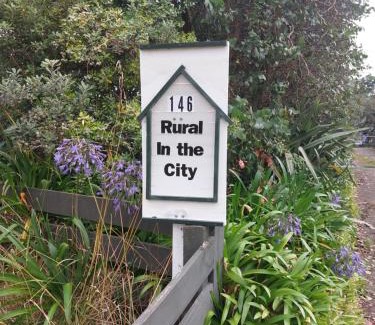 146
Rural
In the
City